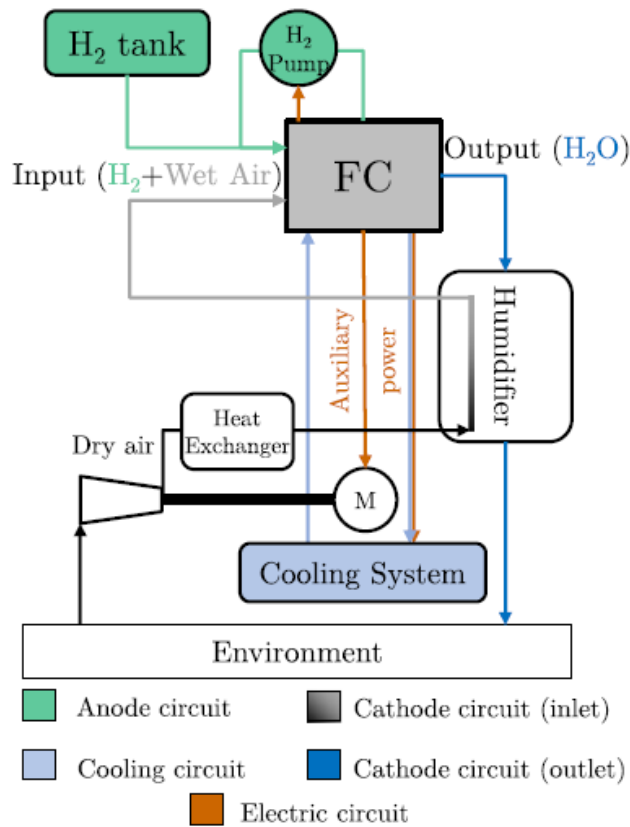 H₂ tank
H₂
Pump
Input (H₂+Wet Air)
FC
Output (H₂O)
Humidifier
Auxiliary
power
Dry air
Heat
Exchanger
M
Cooling System
Environment
Anode circuit
Cathode circuit (inlet)
Cooling circuit
Cathode circuit (outlet)
Electric circuit